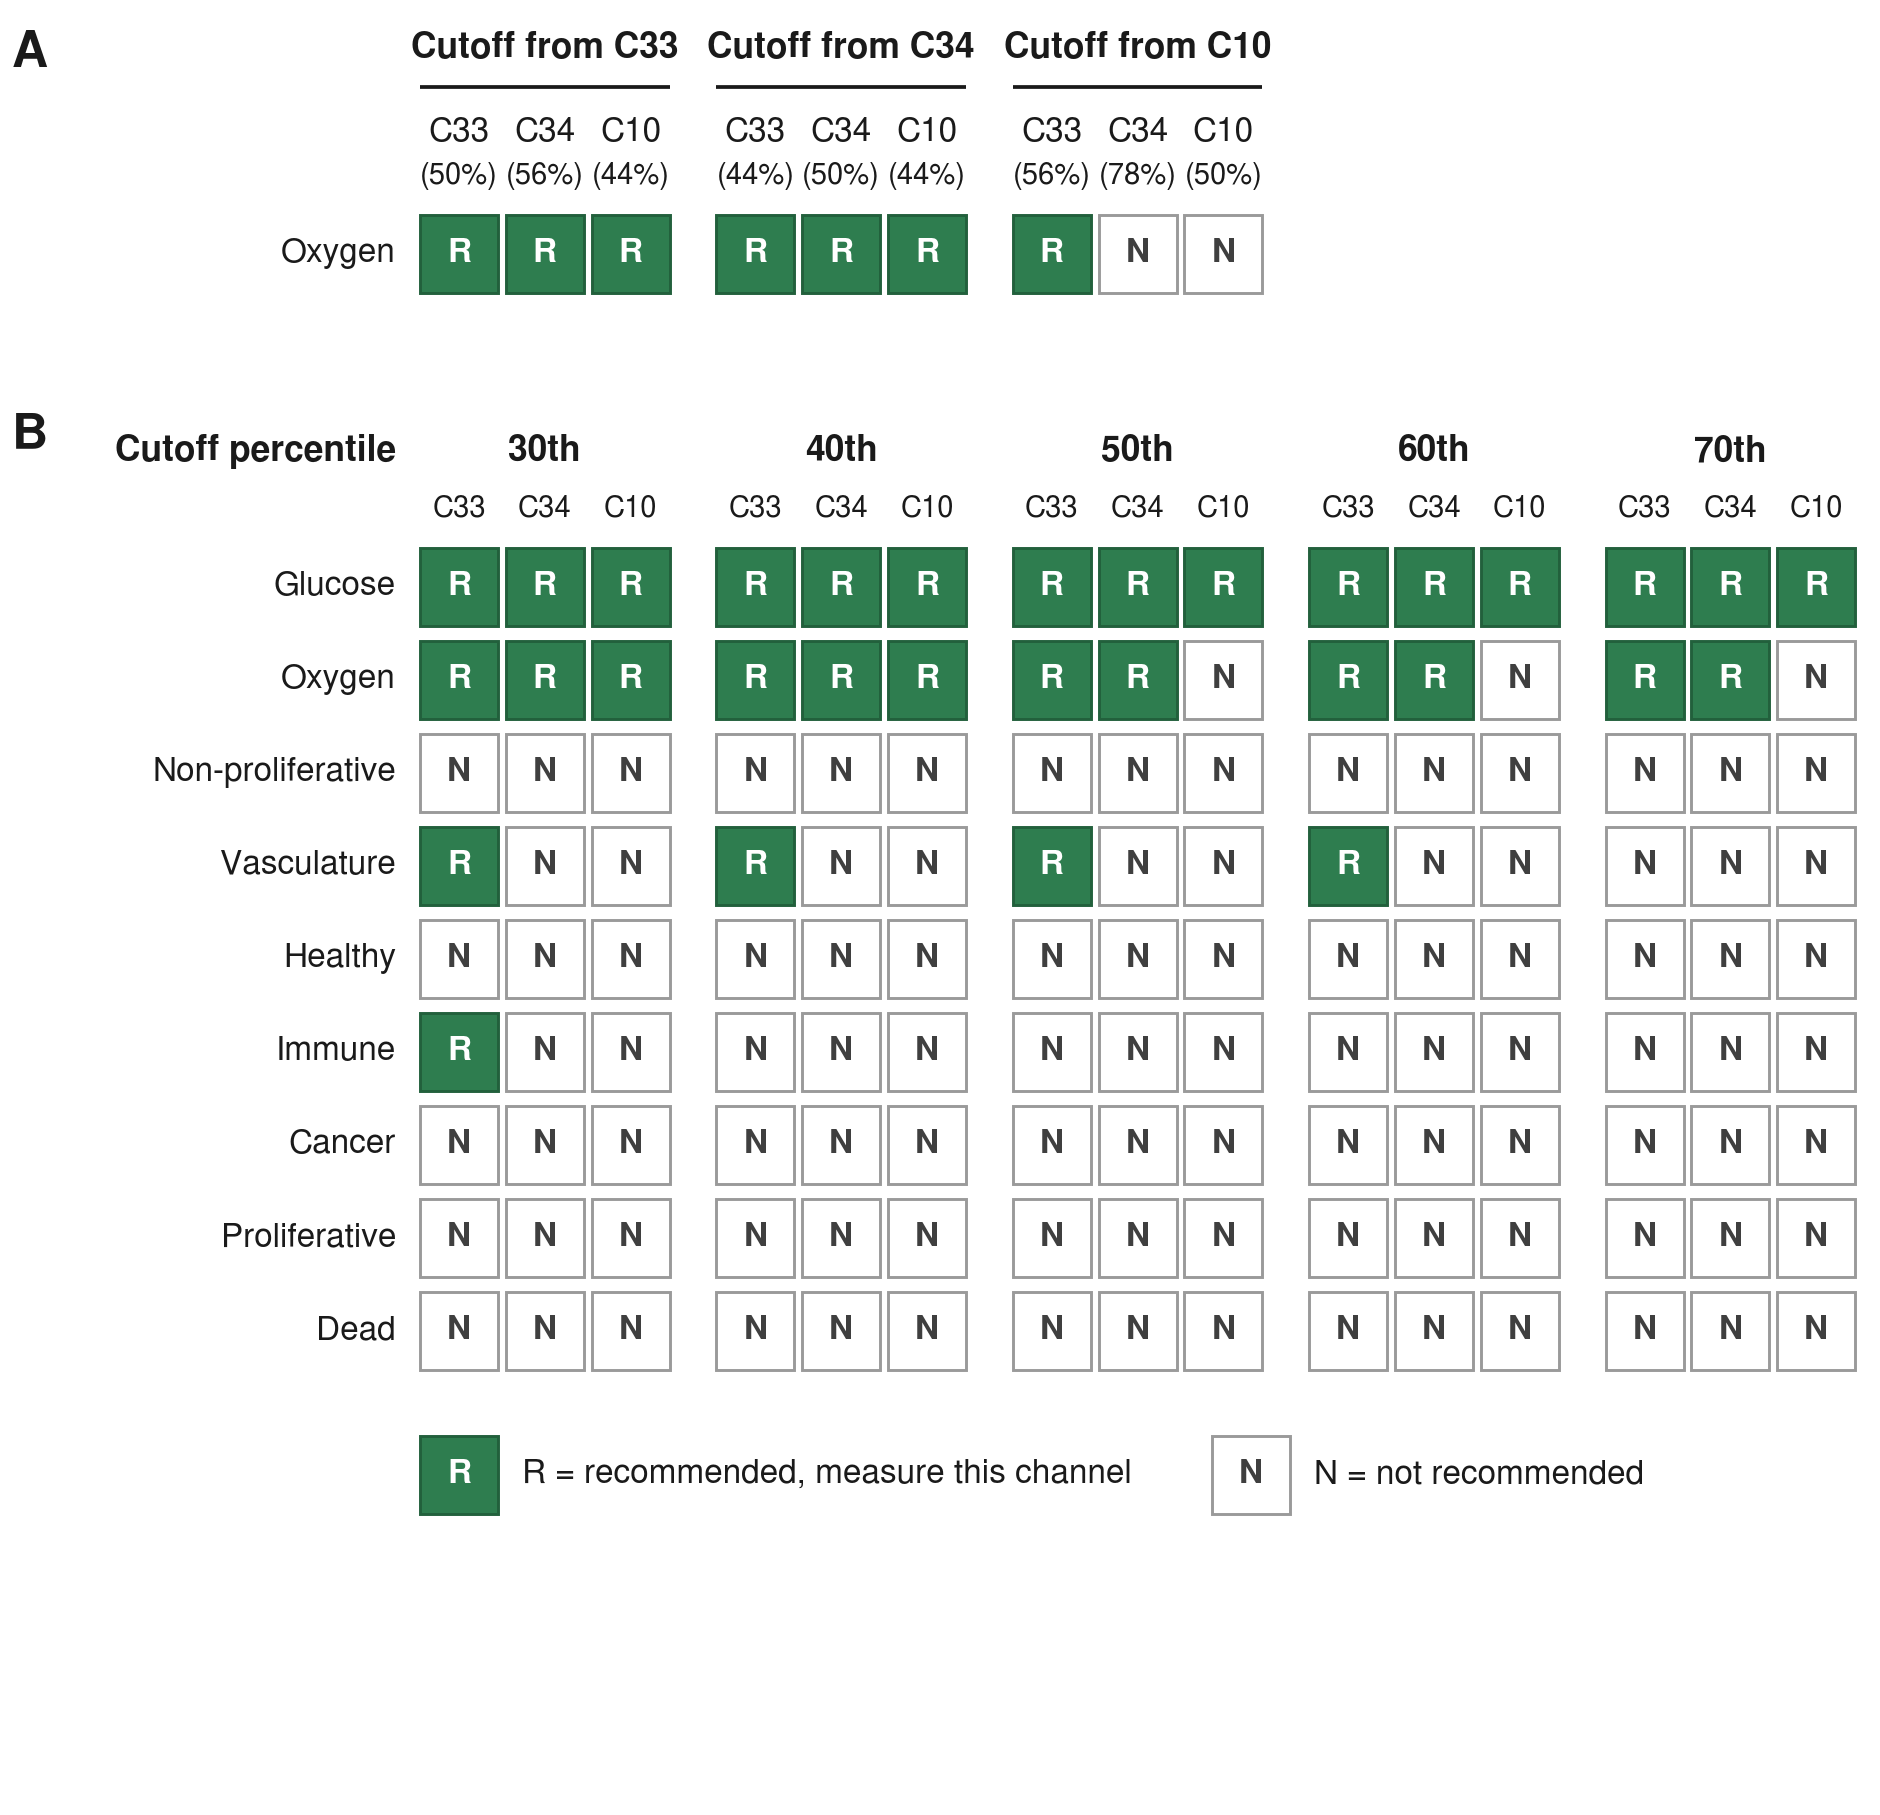 A
Cutoff from C33 Cutoff from C34 Cutoff from C10
C33 C34 C10 C33 C34 C10 C33 C34 C10
(50%) (56%) (44%) (44%) (50%) (44%) (56%) (78%) (50%)
Oxygen R R R R R R R N N
B
Cutoff percentile 30th 40th 50th 60th 70th
C33 C34 C10 C33 C34 C10 C33 C34 C10 C33 C34 C10 C33 C34 C10
Glucose R R R R R R R R R R R R R R R
Oxygen R R R R R R R R N R R N R R N
Non-proliferative N N N N N N N N N N N N N N N
Vasculature R N N R N N R N N R N N N N N
Healthy N N N N N N N N N N N N N N N
Immune R N N N N N N N N N N N N N N
Cancer N N N N N N N N N N N N N N N
Proliferative N N N N N N N N N N N N N N N
Dead N N N N N N N N N N N N N N N
R R = recommended, measure this channel N N = not recommended